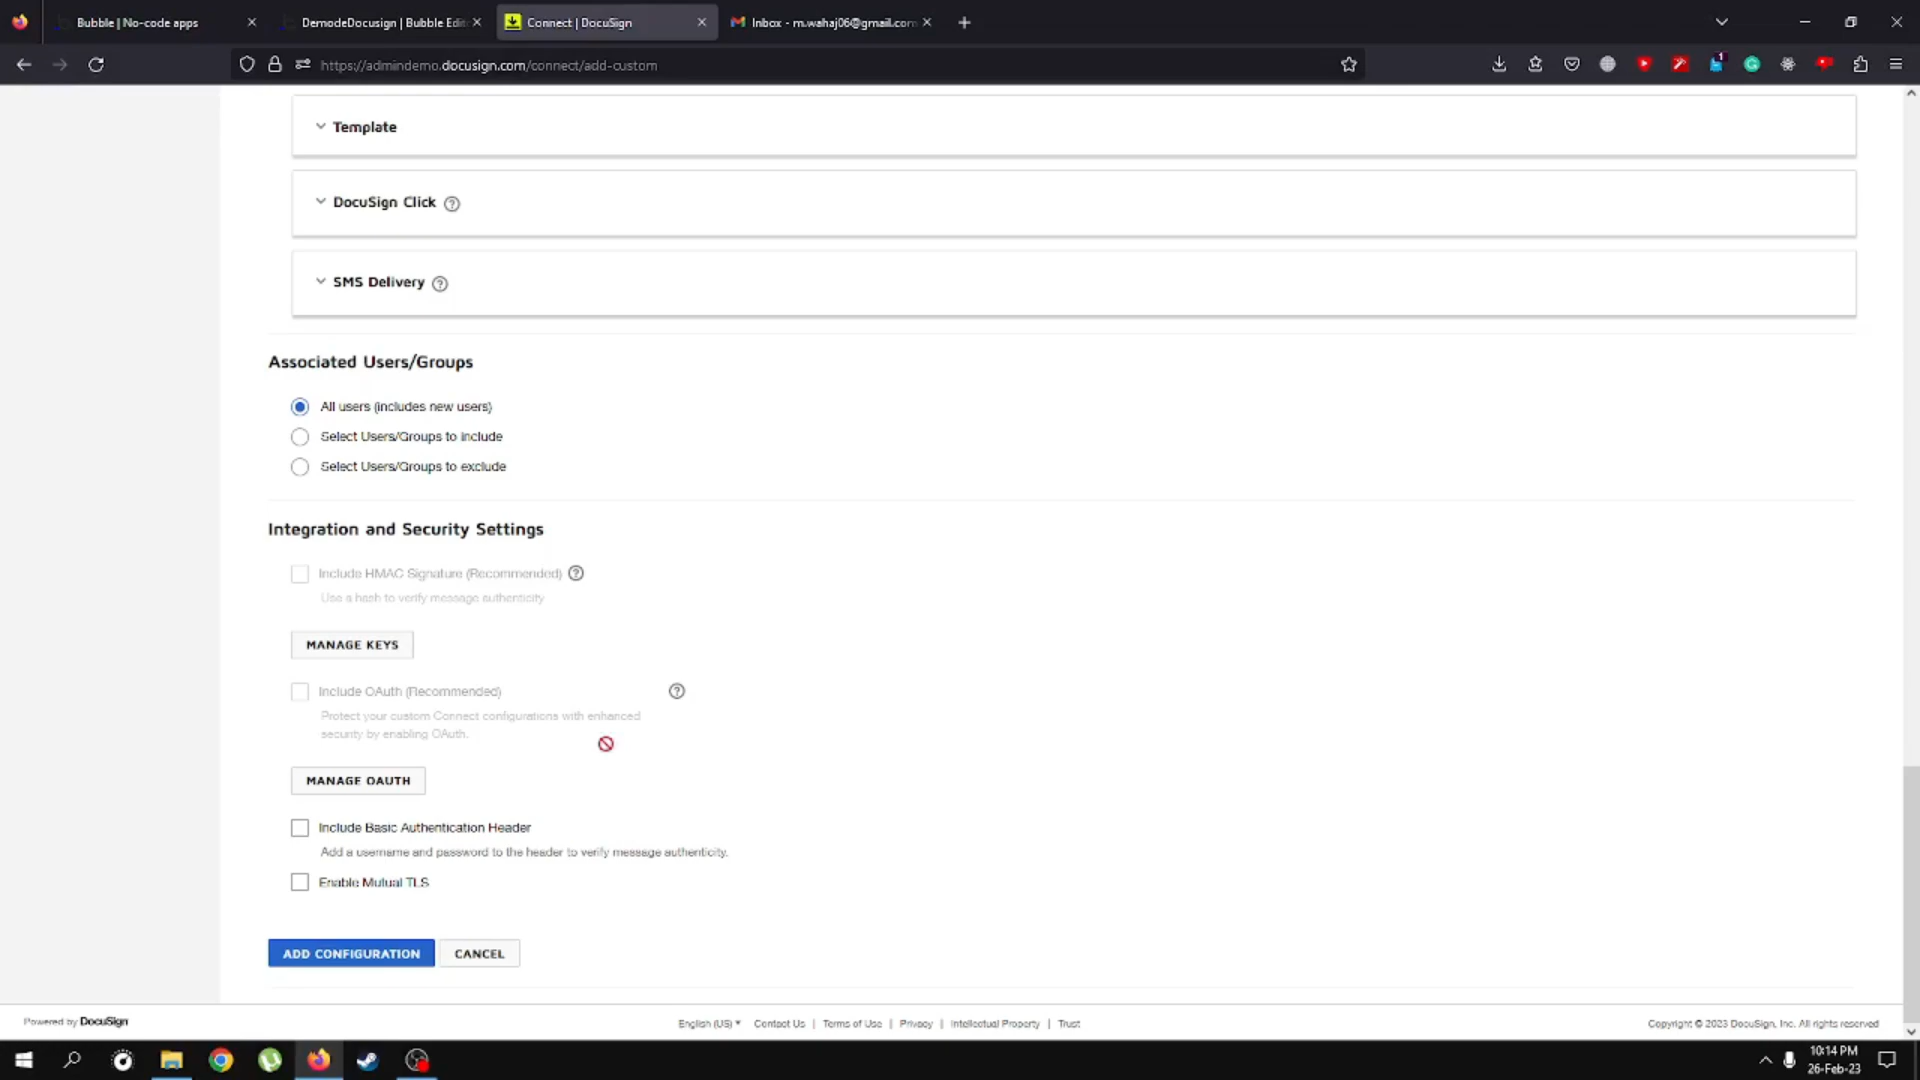 Bubble | No-code apps
DemodeDocusign | Bubble Edit
Connect | DocuSign
Inbox - m.wahaj06@gmail.com
https://admindemo.docusign.com/connect/add-custom
1
Template
DocuSign Click ?
SMS Delivery ?
Associated Users/Groups
All users (includes new users)
Select Users/Groups to include
Select Users/Groups to exclude
Integration and Security Settings
Include HMAC Signature (Recommended) ?
Use a hash to verify message authenticity
MANAGE KEYS
Include OAuth (Recommended) ?
Protect your custom Connect configurations with enhanced
security by enabling OAuth.
MANAGE OAUTH
Include Basic Authentication Header
Add a username and password to the header to verify message authenticity.
Enable Mutual TLS
ADD CONFIGURATION
CANCEL
Powered by DocuSign
English (US) Contact Us | Terms of Use | Privacy | Intellectual Property | Trust
Copyright © 2023 DocuSign, Inc. All rights reserved
10:14 PM
26-Feb-23